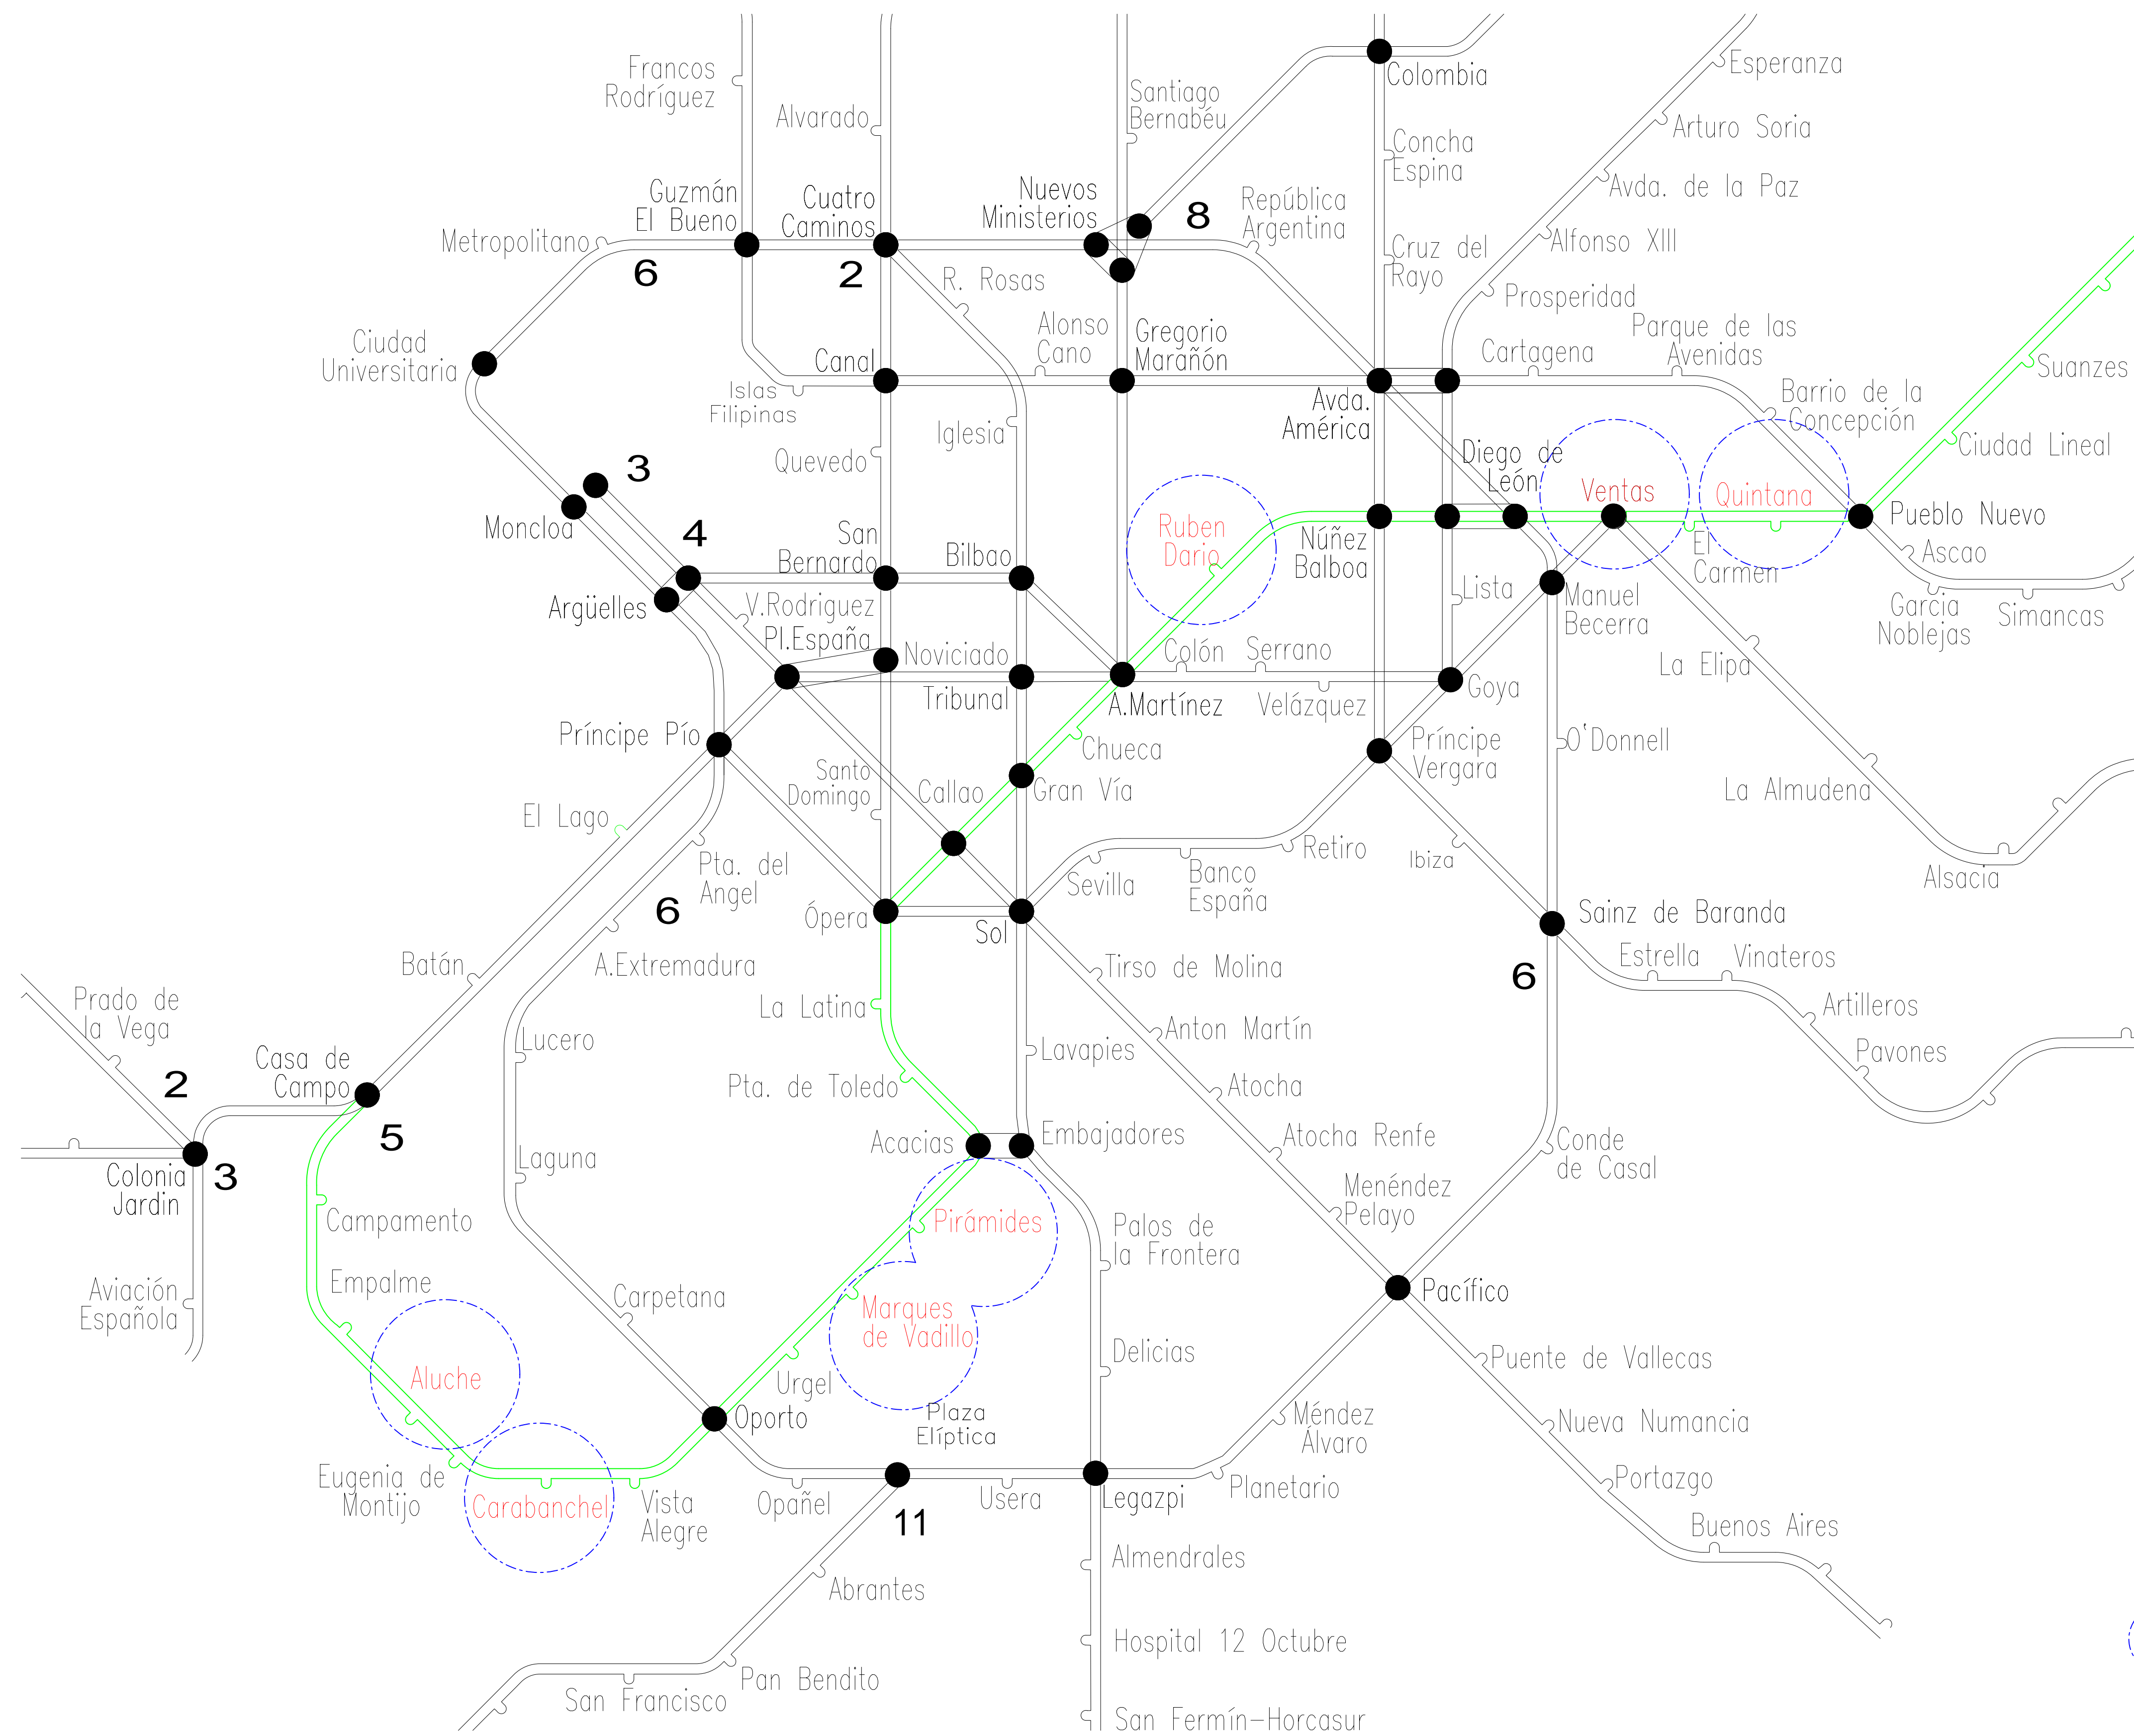 Francos
Rodríguez
Alvarado
Santiago
Bernabéu
Colombia
Esperanza
Concha
Espina
Arturo Soria
Guzmán
El Bueno
Cuatro
Caminos
Nuevos
Ministerios
8
República
Argentina
Avda. de la Paz
Metropolitano
6
2
R. Rosas
Cruz del
Rayo
Alfonso XIII
Prosperidad
Ciudad
Universitaria
Canal
Alonso
Cano
Gregorio
Marañón
Cartagena
Parque de las
Avenidas
Suanzes
Islas
Filipinas
Avda.
América
Barrio de la
Concepción
Quevedo
Iglesia
Diego de
León
Ciudad Lineal
3
Moncloa
4
San
Bernardo
Bilbao
Ruben
Dario
Núñez
Balboa
Ventas
Quintana
Pueblo Nuevo
El
Carmen
Ascao
Argüelles
V.Rodriguez
Pl.España
Lista
Manuel
Becerra
Garcia
Noblejas
Simancas
Noviciado
Tribunal
Colón
Serrano
A.Martínez
Velázquez
Goya
La Elipa
Príncipe Pío
Chueca
Príncipe
Vergara
O'Donnell
Santo
Domingo
Callao
Gran Vía
La Almudena
El Lago
Pta. del
Angel
Sevilla
Banco
España
Retiro
Ibiza
Alsacia
6
Ópera
Sol
Sainz de Baranda
Batán
A.Extremadura
Tirso de Molina
6
Estrella
Vinateros
Prado de
la Vega
La Latina
Anton Martín
Artilleros
Lucero
Lavapies
Pavones
2
Casa de
Campo
Pta. de Toledo
Atocha
5
Acacias
Embajadores
Atocha Renfe
Conde
de Casal
Colonia
Jardin
3
Laguna
Menéndez
Pelayo
Campamento
Pirámides
Palos de
la Frontera
Aviación
Española
Empalme
Carpetana
Marques
de Vadillo
Pacífico
Aluche
Urgel
Delicias
Puente de Vallecas
Oporto
Plaza
Elíptica
Méndez
Álvaro
Nueva Numancia
Eugenia de
Montijo
Carabanchel
Vista
Alegre
Opañel
11
Usera
Legazpi
Planetario
Portazgo
Buenos Aires
Abrantes
Almendrales
Hospital 12 Octubre
San Francisco
Pan Bendito
San Fermín-Horcasur